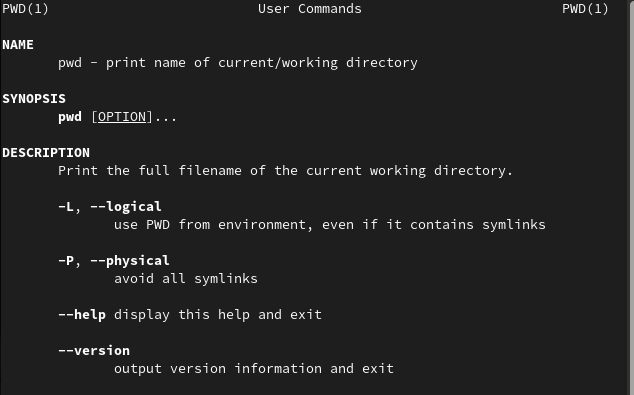 PWD(1) User Commands PWD(1)
NAME
pwd - print name of current/working directory
SYNOPSIS
pwd [OPTION]...
DESCRIPTION
Print the full filename of the current working directory.
-L, --logical
use PWD from environment, even if it contains symlinks
-P, --physical
avoid all symlinks
--help display this help and exit
--version
output version information and exit